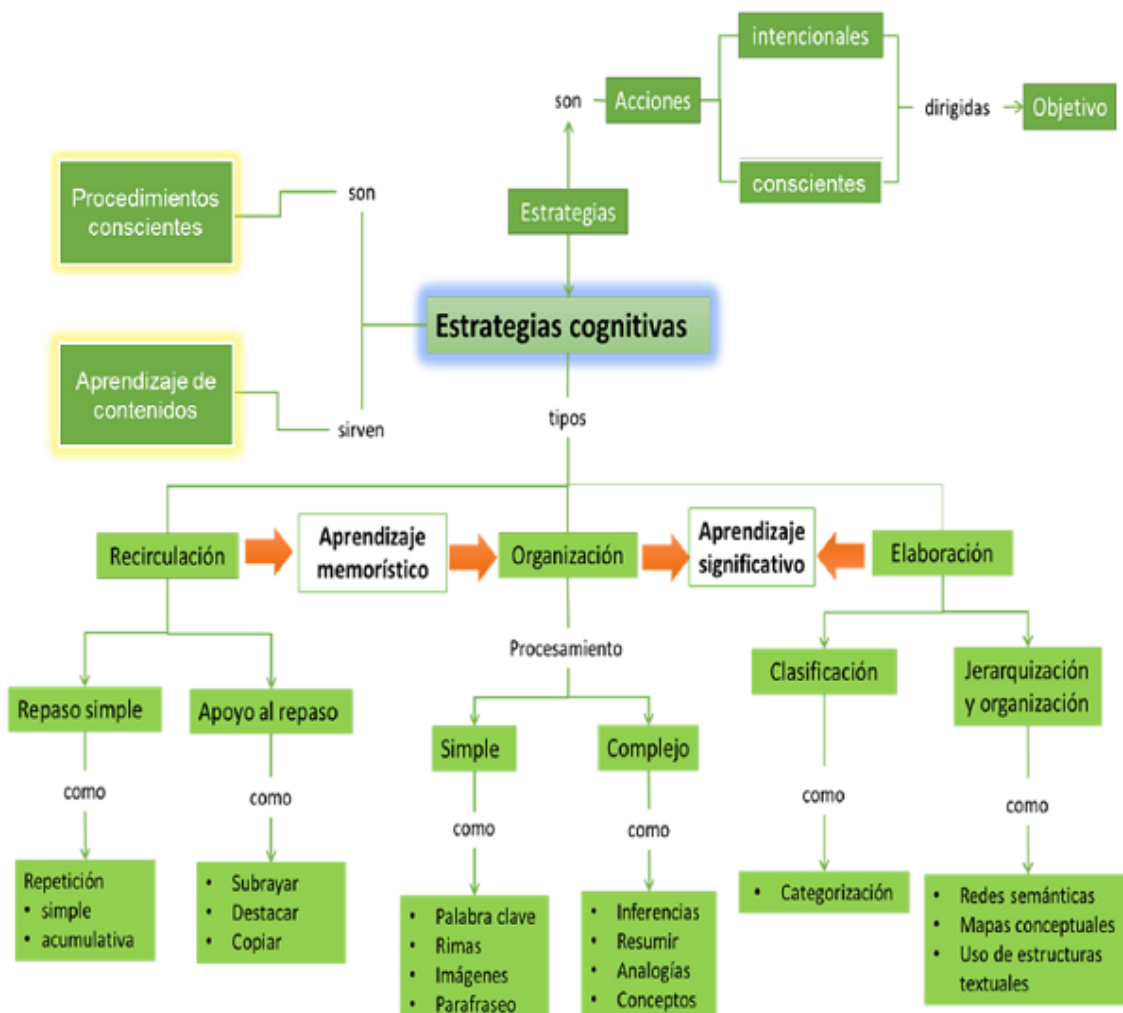 intencionales
son
Acciones
dirigidas
Objetivo
conscientes
Procedimientos
conscientes
son
Estrategias
Estrategias cognitivas
Aprendizaje de
contenidos
sirven
tipos
Recirculación
Aprendizaje
memorístico
Organización
Aprendizaje
significativo
Elaboración
Procesamiento
Repaso simple
Apoyo al repaso
Simple
Complejo
Clasificación
Jerarquización
y organización
como
como
como
como
como
como
Repetición
• simple
• acumulativa
• Subrayar
• Destacar
• Copiar
• Palabra clave
• Rimas
• Imágenes
• Parafraseo
• Inferencias
• Resumir
• Analogías
• Conceptos
• Categorización
• Redes semánticas
• Mapas conceptuales
• Uso de estructuras
textuales